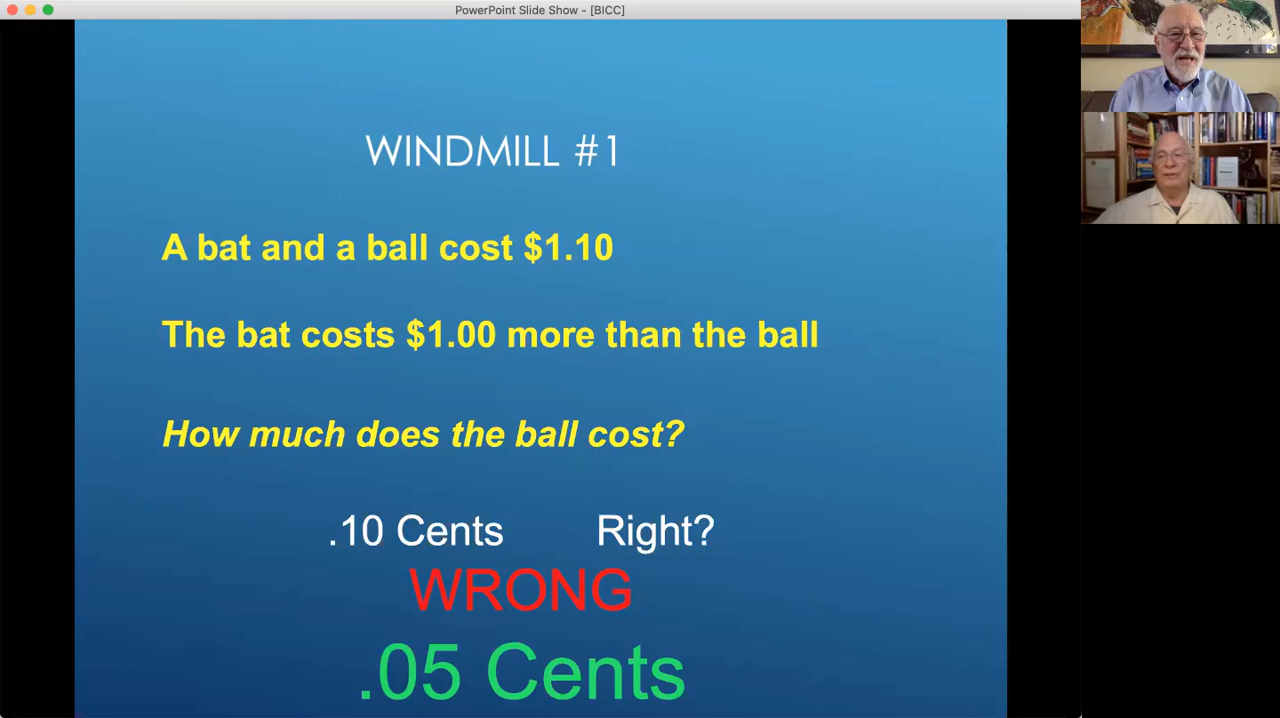 PowerPoint Slide Show - [BICC]
WINDMILL #1
A bat and a ball cost $1.10
The bat costs $1.00 more than the ball
How much does the ball cost?
.10 Cents Right?
WRONG
.05 Cents